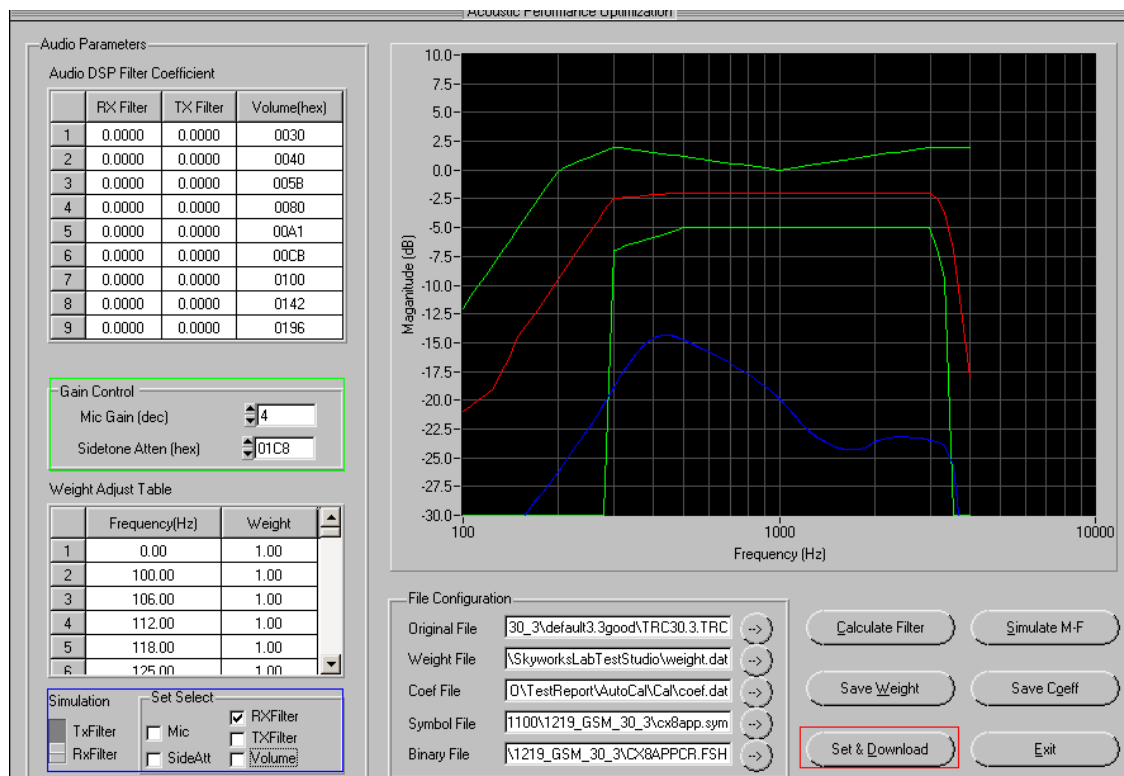 Acoustic Peformance Optimization
Audio Parameters
Audio DSP Filter Coefficient
RX Filter TX Filter Volume(hex)
1 0.0000 0.0000 0030
2 0.0000 0.0000 0040
3 0.0000 0.0000 005B
4 0.0000 0.0000 0080
5 0.0000 0.0000 00A1
6 0.0000 0.0000 00CB
7 0.0000 0.0000 0100
8 0.0000 0.0000 0142
9 0.0000 0.0000 0196
Gain Control
Mic Gain (dec) 4
Sidetone Atten (hex) 01C8
Weight Adjust Table
Frequency(Hz) Weight
1 0.00 1.00
2 100.00 1.00
3 106.00 1.00
4 112.00 1.00
5 118.00 1.00
6 125.00 1.00
Simulation
TxFilter
RxFilter
Set Select
Mic
SideAtt
RXFilter
TXFilter
Volume
10.0
7.5
5.0
2.5
0.0
-2.5
-5.0
-7.5
-10.0
-12.5
-15.0
-17.5
-20.0
-22.5
-25.0
-27.5
-30.0
Maganitude (dB)
100 1000 10000
Frequency (Hz)
File Configuration
Original File 30_3\default3.3good\TRC30.3.TRC -->
Weight File \SkyworksLabTestStudio\weight.dat -->
Coef File O\TestReport\AutoCal\Cal\coef.dat -->
Symbol File 1100\1219_GSM_30_3\cx8app.sym -->
Binary File \1219_GSM_30_3\CX8APPCR.FSH -->
Calculate Filter Simulate M-F
Save Weight Save Coeff
Set & Download Exit